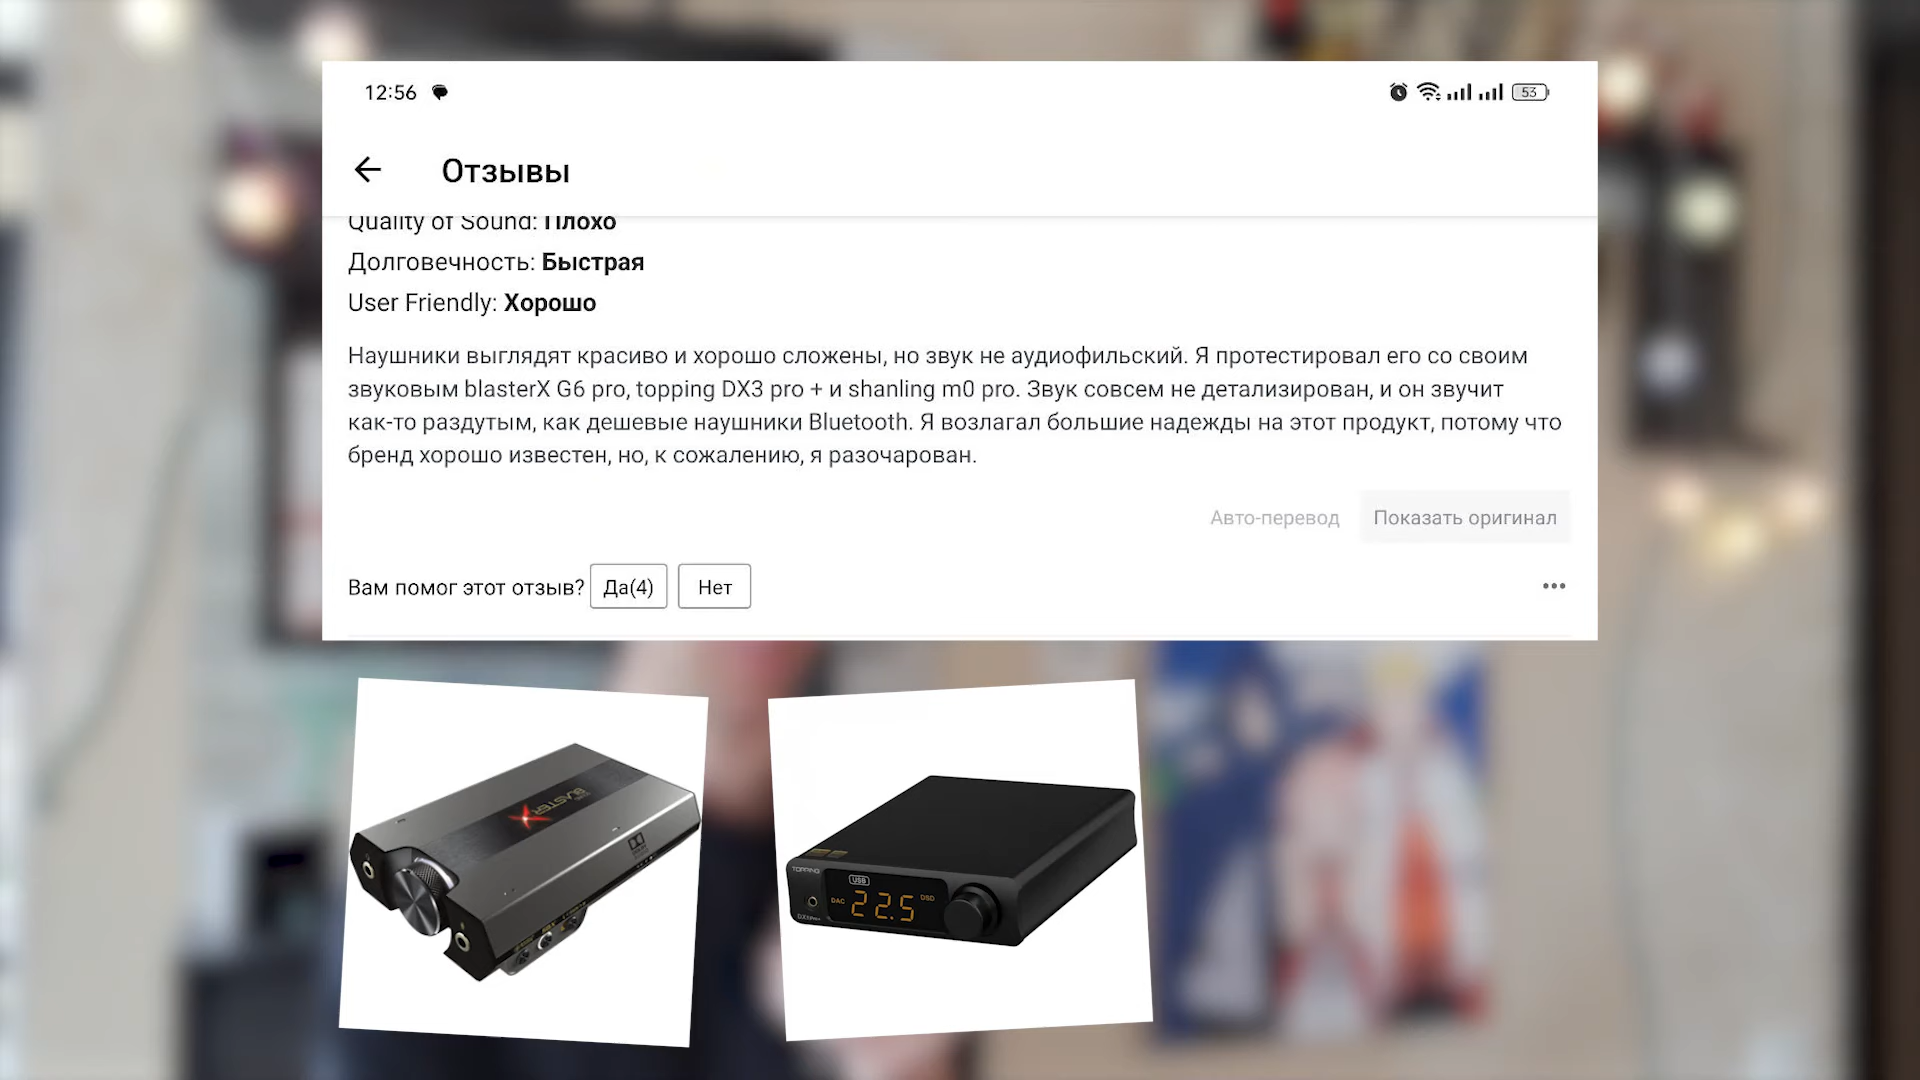 12:56
53
Отзывы
Quality of Sound: Плохо
Долговечность: Быстрая
User Friendly: Хорошо
Наушники выглядят красиво и хорошо сложены, но звук не аудиофильский. Я протестировал его со своим
звуковым blasterX G6 pro, topping DX3 pro + и shanling m0 pro. Звук совсем не детализирован, и он звучит
как-то раздутым, как дешевые наушники Bluetooth. Я возлагал большие надежды на этот продукт, потому что
бренд хорошо известен, но, к сожалению, я разочарован.
Авто-перевод Показать оригинал
Вам помог этот отзыв? Да(4) Нет
BLASTER X
TOPPING
USB
DAC 22.5 DSD